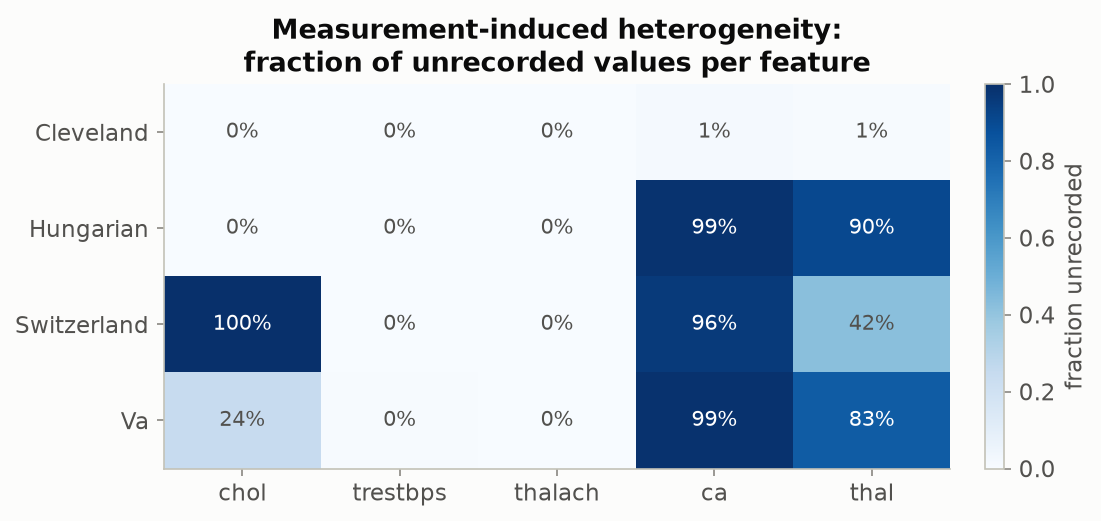 Measurement-induced heterogeneity:
fraction of unrecorded values per feature
Cleveland 0% 0% 0% 1% 1%
Hungarian 0% 0% 0% 99% 90%
Switzerland 100% 0% 0% 96% 42%
Va 24% 0% 0% 99% 83%
chol trestbps thalach ca thal
1.0
0.8
0.6
0.4
0.2
0.0
fraction unrecorded